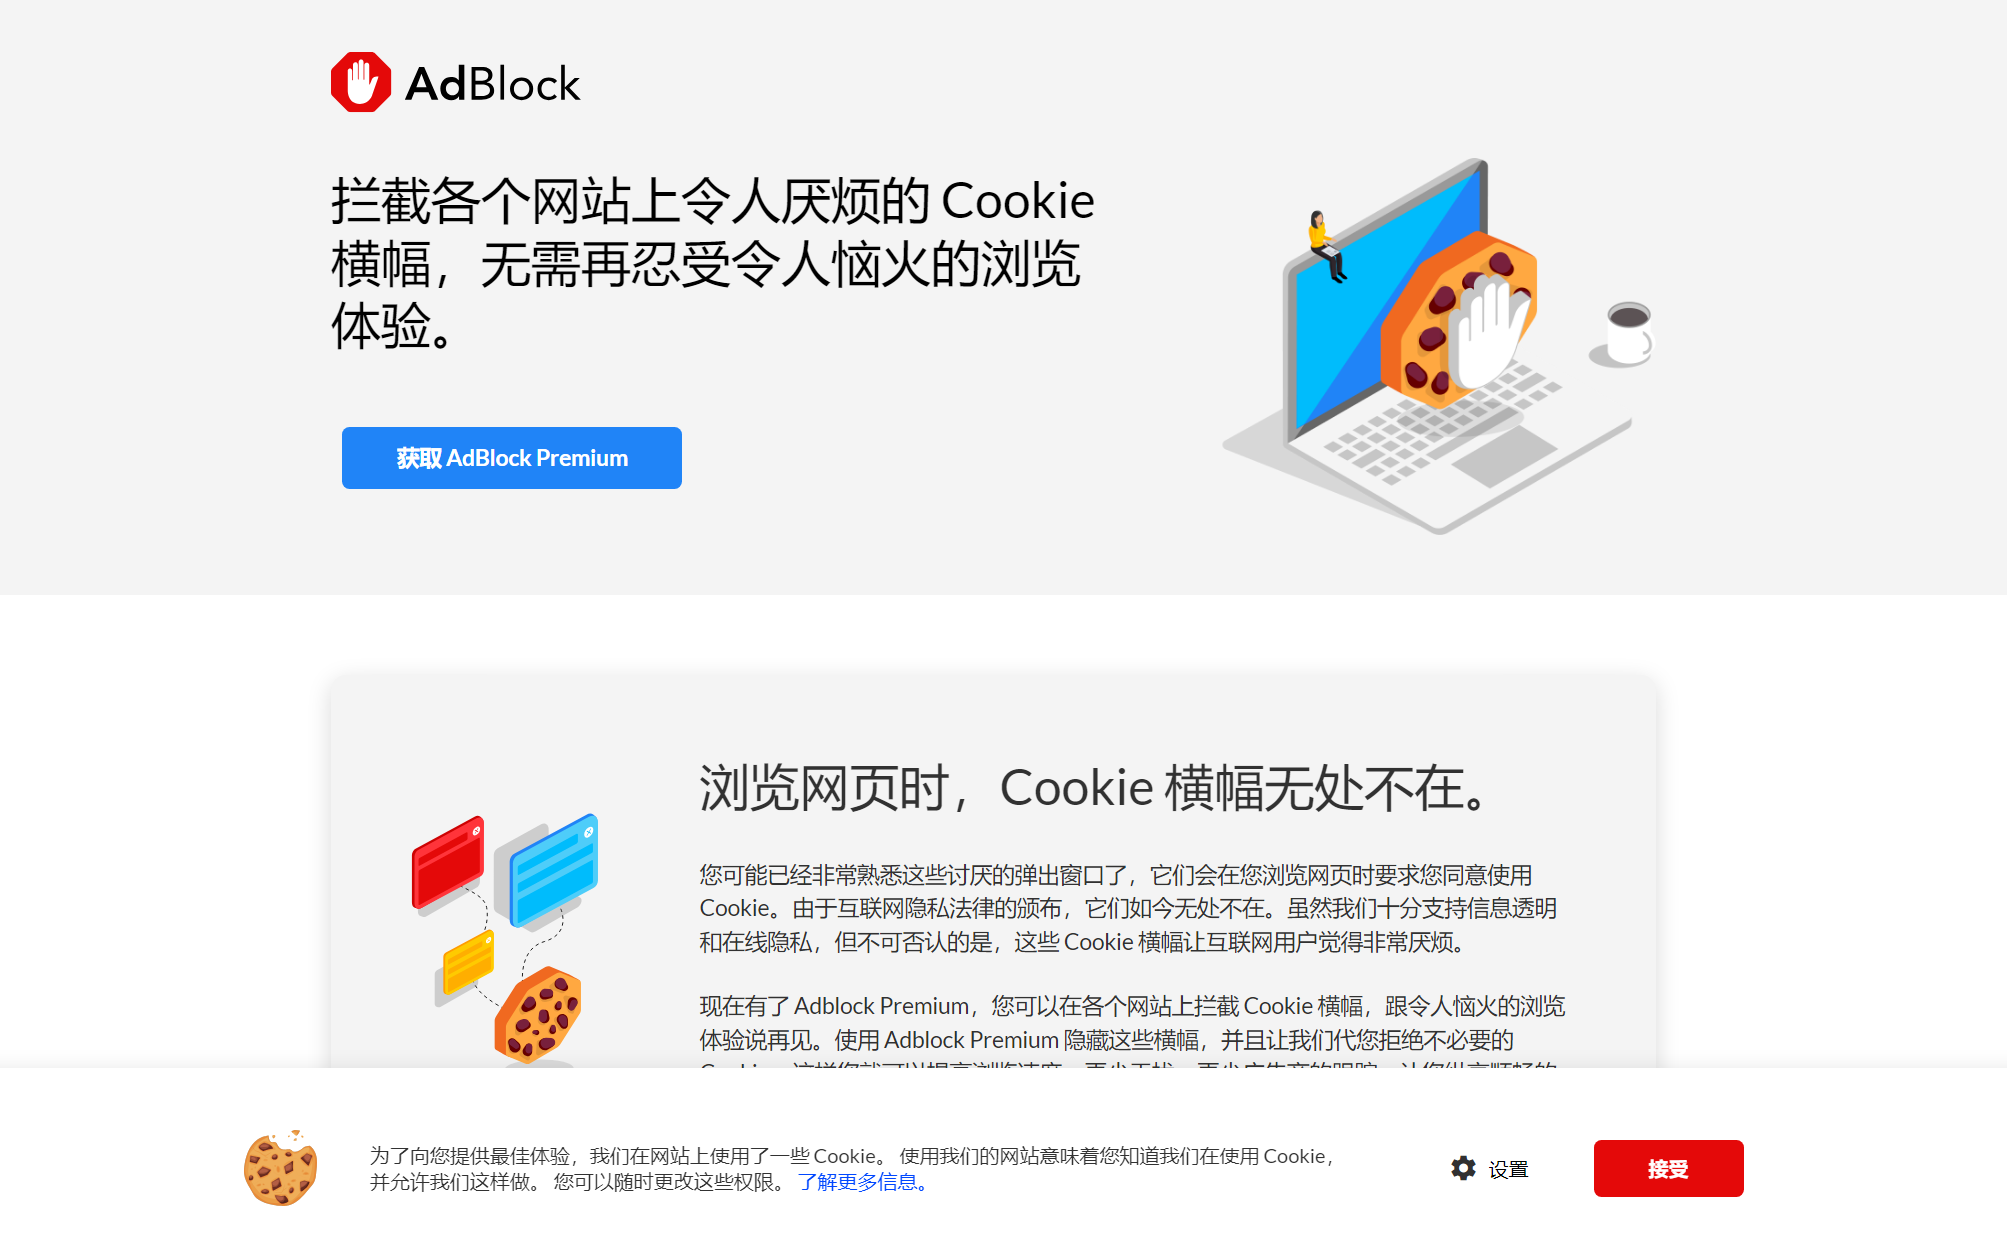 AdBlock
拦截各个网站上令人厌烦的 Cookie
横幅，无需再忍受令人恼火的浏览
体验。
获取 AdBlock Premium
浏览网页时，Cookie 横幅无处不在。
您可能已经非常熟悉这些讨厌的弹出窗口了，它们会在您浏览网页时要求您同意使用
Cookie。由于互联网隐私法律的颁布，它们如今无处不在。虽然我们十分支持信息透明
和在线隐私，但不可否认的是，这些 Cookie 横幅让互联网用户觉得非常厌烦。
现在有了 Adblock Premium，您可以在各个网站上拦截 Cookie 横幅，跟令人恼火的浏览
体验说再见。使用 Adblock Premium 隐藏这些横幅，并且让我们代您拒绝不必要的
为了向您提供最佳体验，我们在网站上使用了一些 Cookie。 使用我们的网站意味着您知道我们在使用 Cookie，
并允许我们这样做。 您可以随时更改这些权限。 了解更多信息。
设置
接受